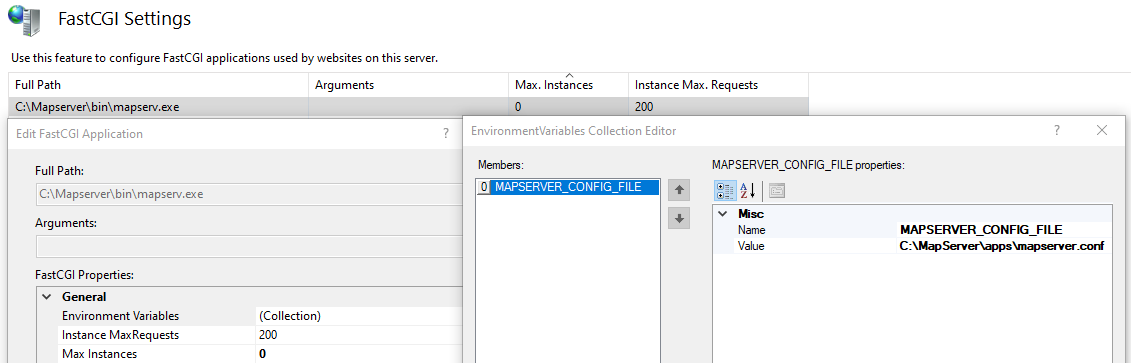 FastCGI Settings
Use this feature to configure FastCGI applications used by websites on this server.
Full Path Arguments Max. Instances Instance Max. Requests
C:\Mapserver\bin\mapserv.exe 0 200
Edit FastCGI Application ?
Full Path:
C:\Mapserver\bin\mapserv.exe
Arguments:
FastCGI Properties:
General
Environment Variables (Collection)
Instance MaxRequests 200
Max Instances 0
EnvironmentVariables Collection Editor ?
Members:
0 MAPSERVER_CONFIG_FILE
MAPSERVER_CONFIG_FILE properties:
A Z
Misc
Name MAPSERVER_CONFIG_FILE
Value C:\MapServer\apps\mapserver.conf